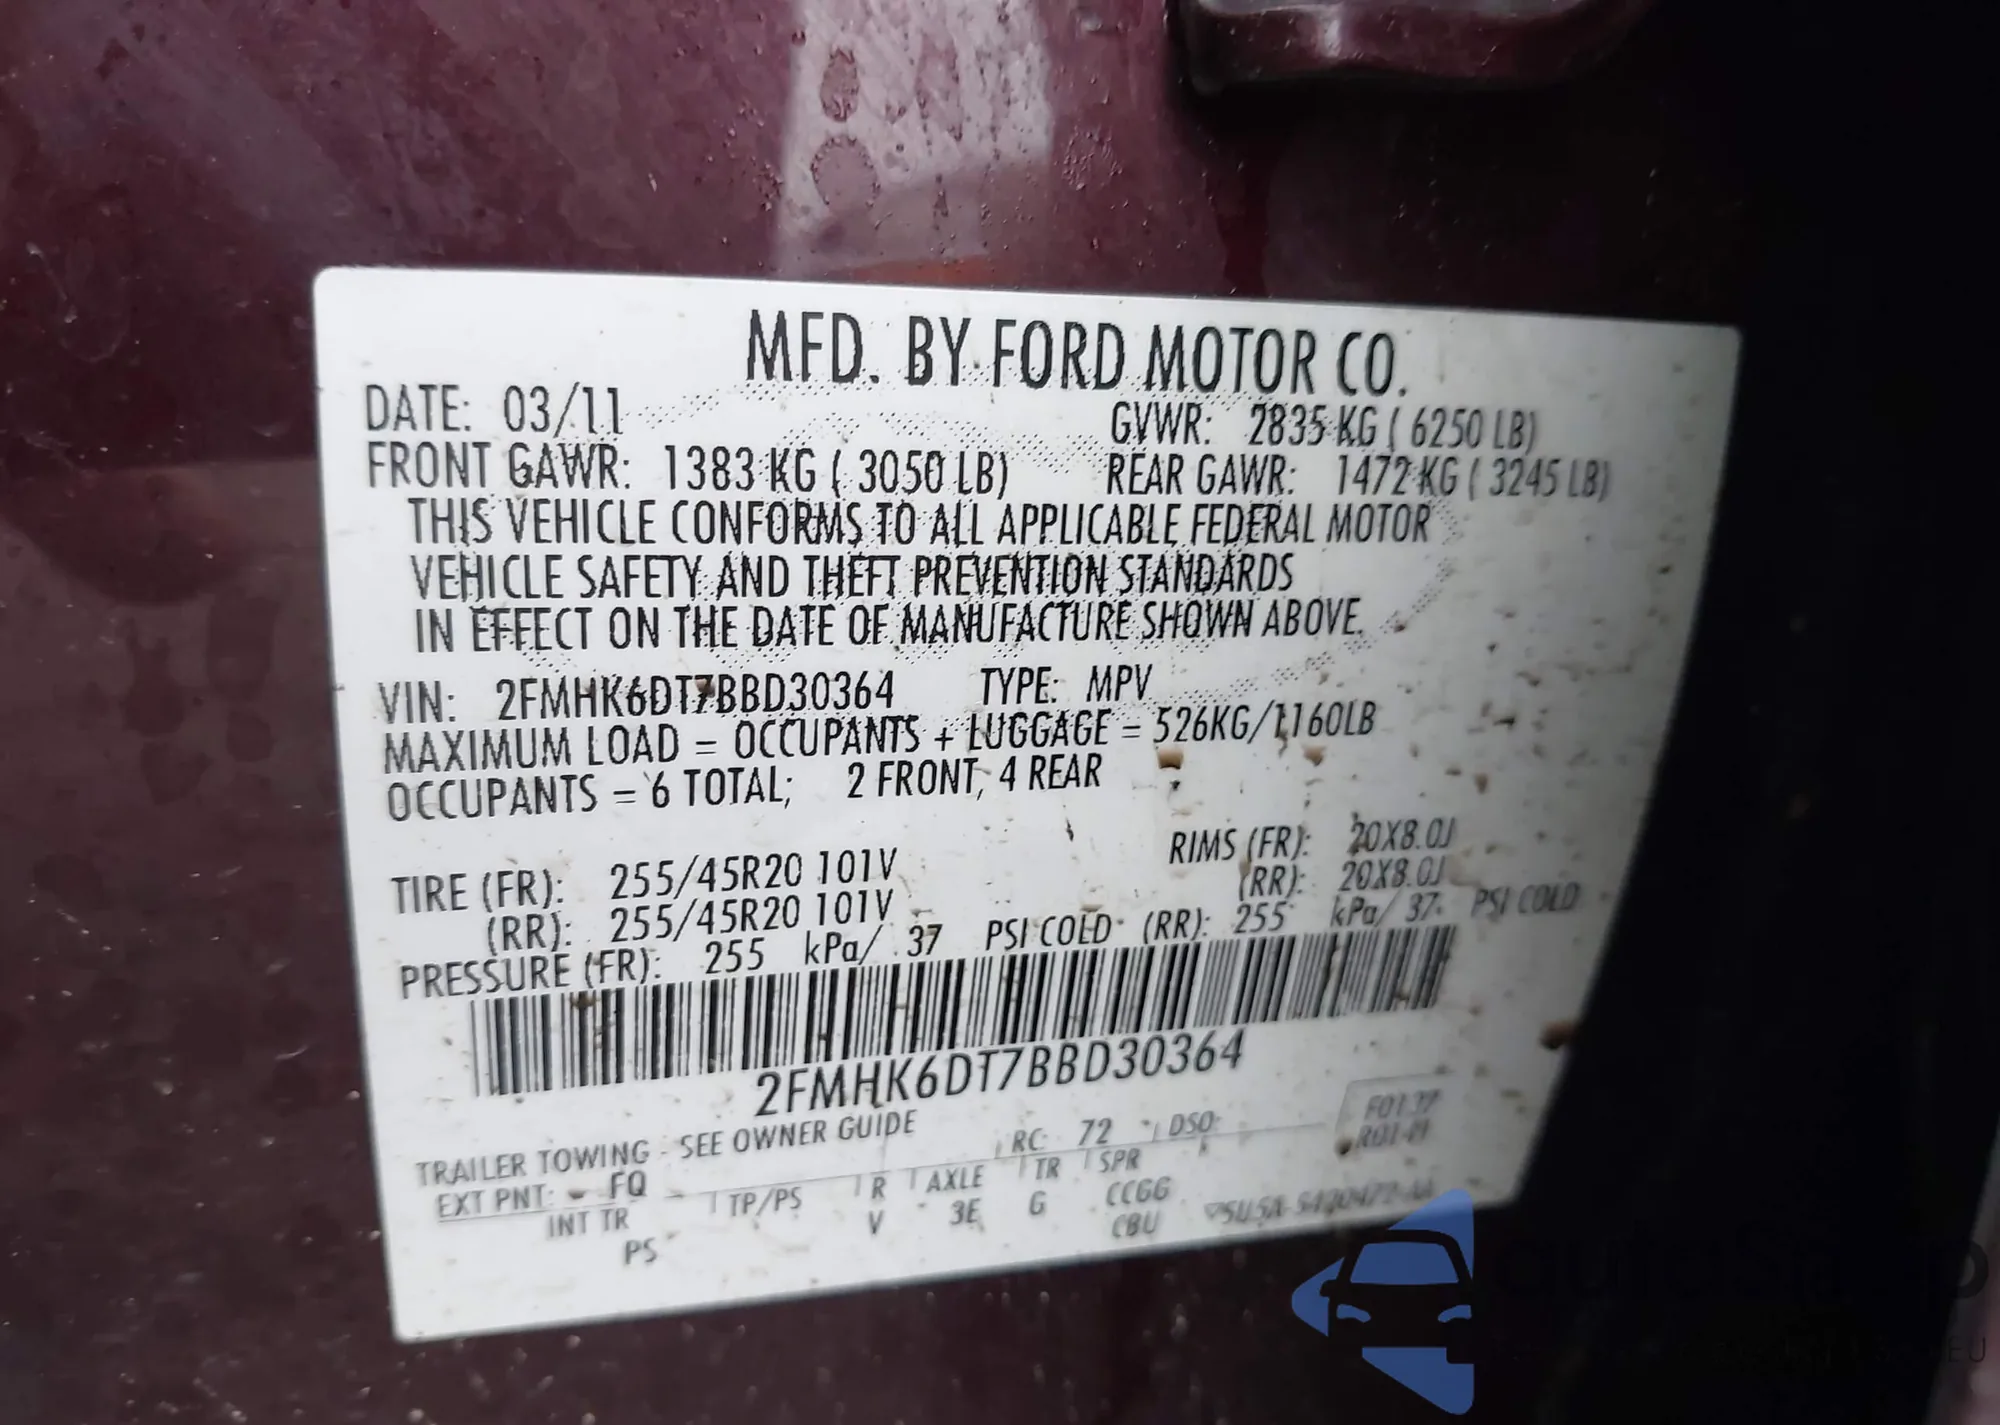 MFD. BY FORD MOTOR CO.
DATE: 03/11 GVWR: 2835 KG ( 6250 LB)
FRONT GAWR: 1383 KG ( 3050 LB) REAR GAWR: 1472 KG ( 3245 LB)
THIS VEHICLE CONFORMS TO ALL APPLICABLE FEDERAL MOTOR
VEHICLE SAFETY AND THEFT PREVENTION STANDARDS
IN EFFECT ON THE DATE OF MANUFACTURE SHOWN ABOVE.
VIN: 2FMHK6DT7BBD30364 TYPE: MPV
MAXIMUM LOAD = OCCUPANTS + LUGGAGE = 526KG/1160LB
OCCUPANTS = 6 TOTAL; 2 FRONT, 4 REAR
TIRE (FR): 255/45R20 101V RIMS (FR): 20X8.0J
(RR): 255/45R20 101V (RR): 20X8.0J
PRESSURE (FR): 255 kPa/ 37 PSI COLD (RR): 255 kPa/ 37 PSI COLD
2FMHK6DT7BBD30364
TRAILER TOWING - SEE OWNER GUIDE RC: 72 DSO:
EXT PNT: FQ
INT TR TP/PS R AXLE TR SPR
PS V 3E G CCGG
CBU